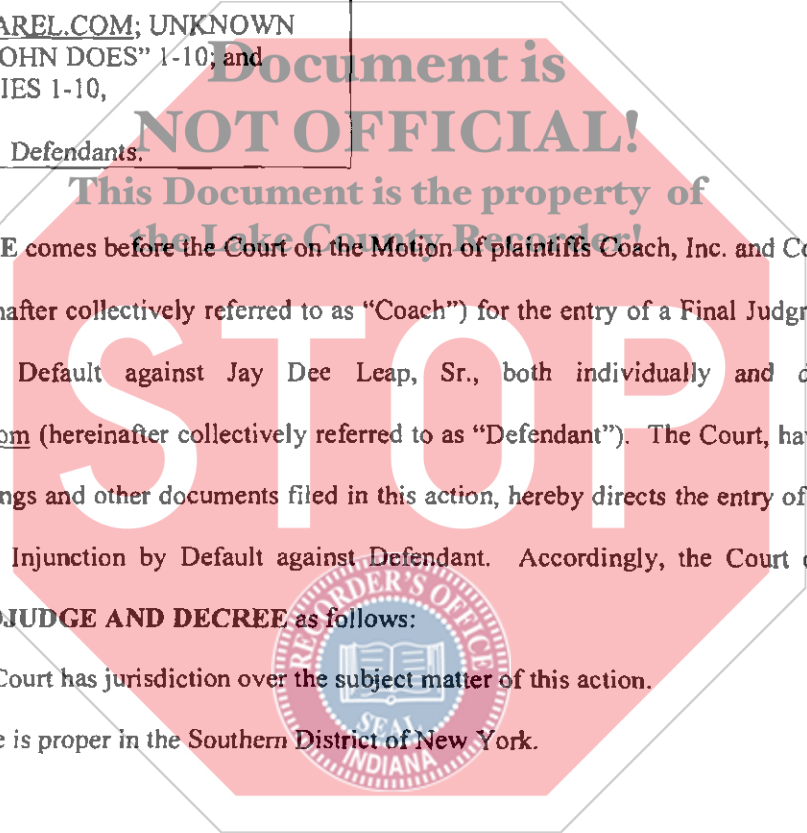 AREL.COM; UNKNOWN
OHN DOES" 1-10; and
IES 1-10,
Defendants.
Document is
NOT OFFICIAL!
This Document is the property of
the Lake County Recorder!
STOP
E comes before the Court on the Motion of plaintiffs Coach, Inc. and Co
nafter collectively referred to as "Coach") for the entry of a Final Judgr
Default against Jay Dee Leap, Sr., both individually and d
om (hereinafter collectively referred to as "Defendant"). The Court, hav
ngs and other documents filed in this action, hereby directs the entry of
Injunction by Default against Defendant. Accordingly, the Court
JUDGE AND DECREE as follows:
Court has jurisdiction over the subject matter of this action.
e is proper in the Southern District of New York.
RECORDER'S OFFICE
SEAL
INDIANA